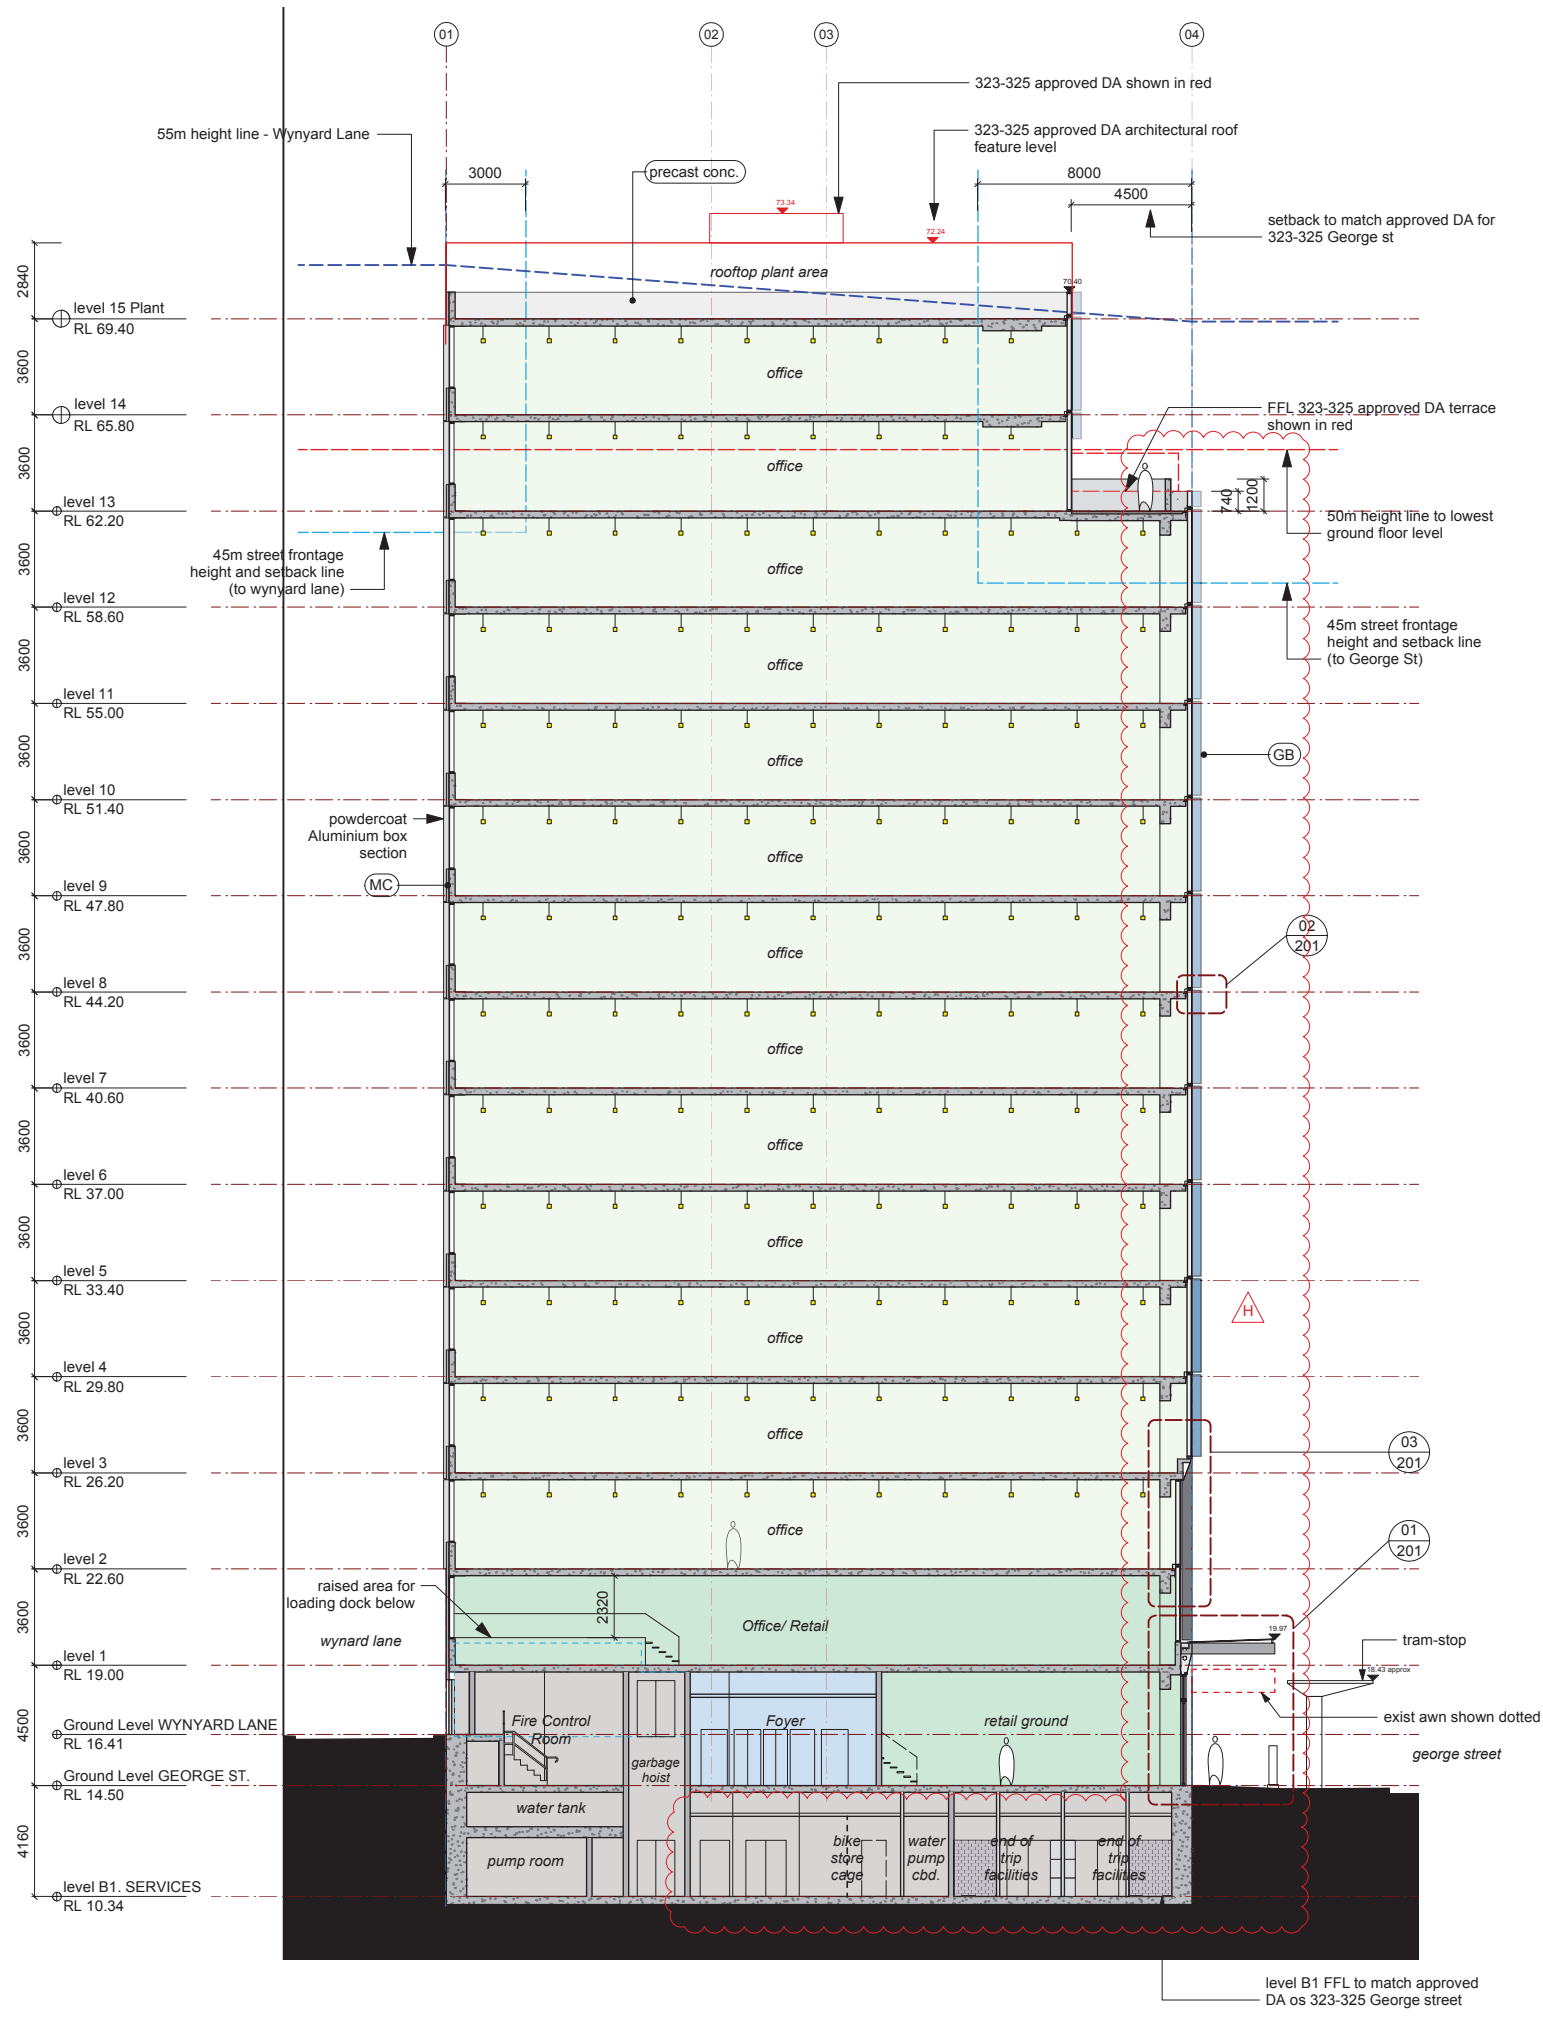 01
02
03
04
323-325 approved DA shown in red
55m height line - Wynyard Lane
323-325 approved DA architectural roof
feature level
precast conc.
3000
8000
4500
setback to match approved DA for
323-325 George st
73.34
72.24
rooftop plant area
70.40
2840
level 15 Plant
RL 69.40
3600
office
level 14
RL 65.80
FFL 323-325 approved DA terrace
shown in red
3600
office
740
1200
level 13
RL 62.20
50m height line to lowest
ground floor level
45m street frontage
height and setback line
(to wynyard lane)
3600
office
level 12
RL 58.60
45m street frontage
height and setback line
(to George St)
3600
office
level 11
RL 55.00
3600
office
GB
level 10
RL 51.40
powdercoat
Aluminium box
section
3600
office
MC
level 9
RL 47.80
02
201
3600
office
level 8
RL 44.20
3600
office
level 7
RL 40.60
3600
office
level 6
RL 37.00
3600
office
level 5
RL 33.40
H
3600
office
level 4
RL 29.80
3600
office
03
201
level 3
RL 26.20
3600
office
01
201
level 2
RL 22.60
raised area for
loading dock below
2320
3600
Office/ Retail
wynard lane
19.97
tram-stop
level 1
RL 19.00
18.43 approx
4500
Fire Control
Room
Foyer
retail ground
exist awn shown dotted
Ground Level WYNYARD LANE
RL 16.41
george street
garbage
hoist
Ground Level GEORGE ST.
RL 14.50
water tank
4160
pump room
bike
store
cage
water
pump
cbd.
end of
trip
facilities
end of
trip
facilities
level B1. SERVICES
RL 10.34
level B1 FFL to match approved
DA os 323-325 George street